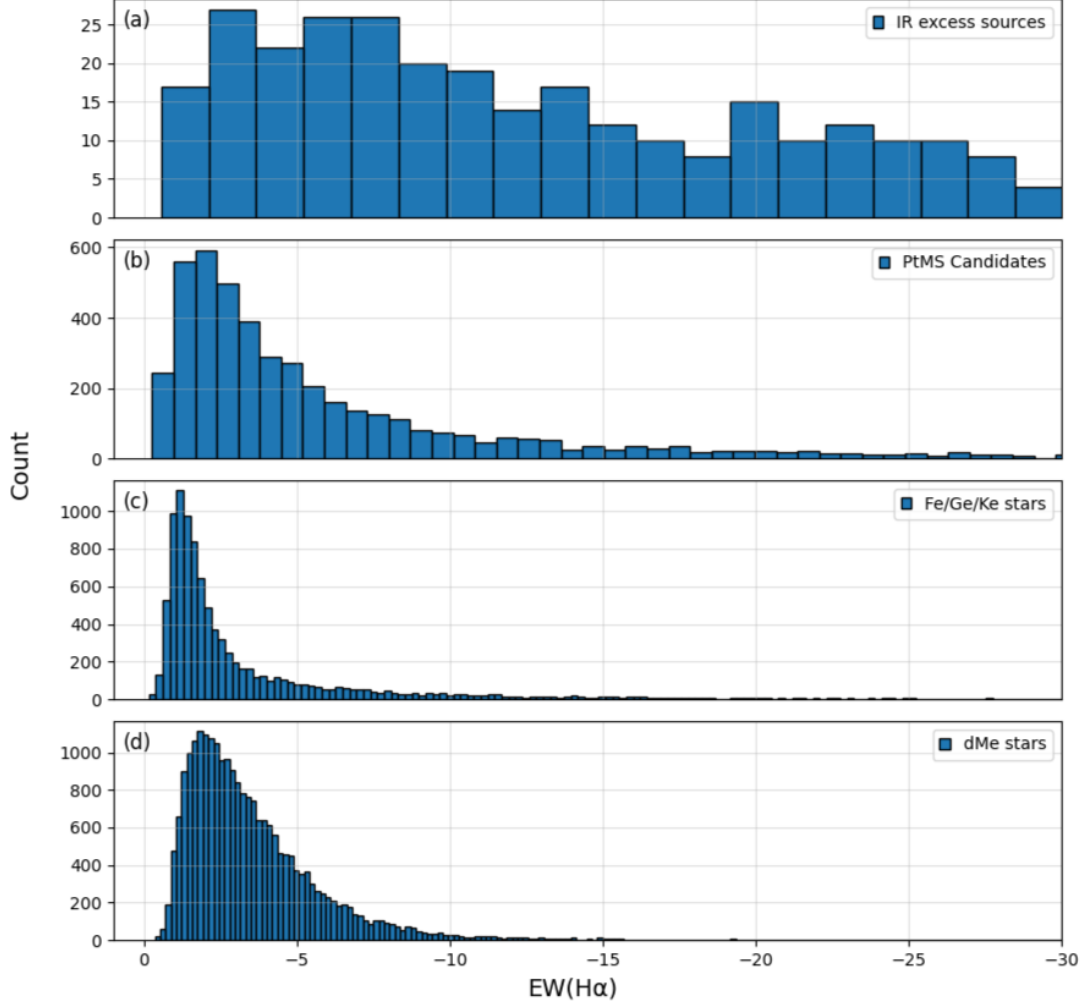 (a)
IR excess sources
25
20
15
10
5
0
(b)
PtMS Candidates
600
400
200
0
(c)
Fe/Ge/Ke stars
1000
800
600
400
200
0
(d)
dMe stars
1000
800
600
400
200
0
Count
0 −5 −10 −15 −20 −25 −30
EW(Hα)